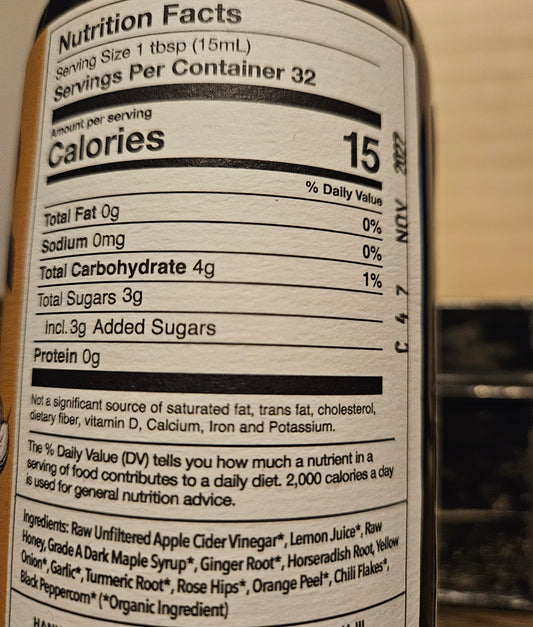 Nutrition Facts
Serving Size 1 tbsp (15mL)
Servings Per Container 32
Amount per serving
Calories 15
% Daily Value
Total Fat 0g 0%
Sodium 0mg 0%
Total Carbohydrate 4g 1%
Total Sugars 3g
Incl. 3g Added Sugars
Protein 0g
Not a significant source of saturated fat, trans fat, cholesterol,
dietary fiber, vitamin D, Calcium, Iron and Potassium.
The % Daily Value (DV) tells you how much a nutrient in a
serving of food contributes to a daily diet. 2,000 calories a day
is used for general nutrition advice.
Ingredients: Raw Unfiltered Apple Cider Vinegar*, Lemon Juice*, Raw
Honey, Grade A Dark Maple Syrup*, Ginger Root*, Horseradish Root, Yellow
Onion*, Garlic*, Turmeric Root*, Rose Hips*, Orange Peel*, Chili Flakes*,
Black Peppercorn* (*Organic Ingredient)
C 4 7 NOV 2027